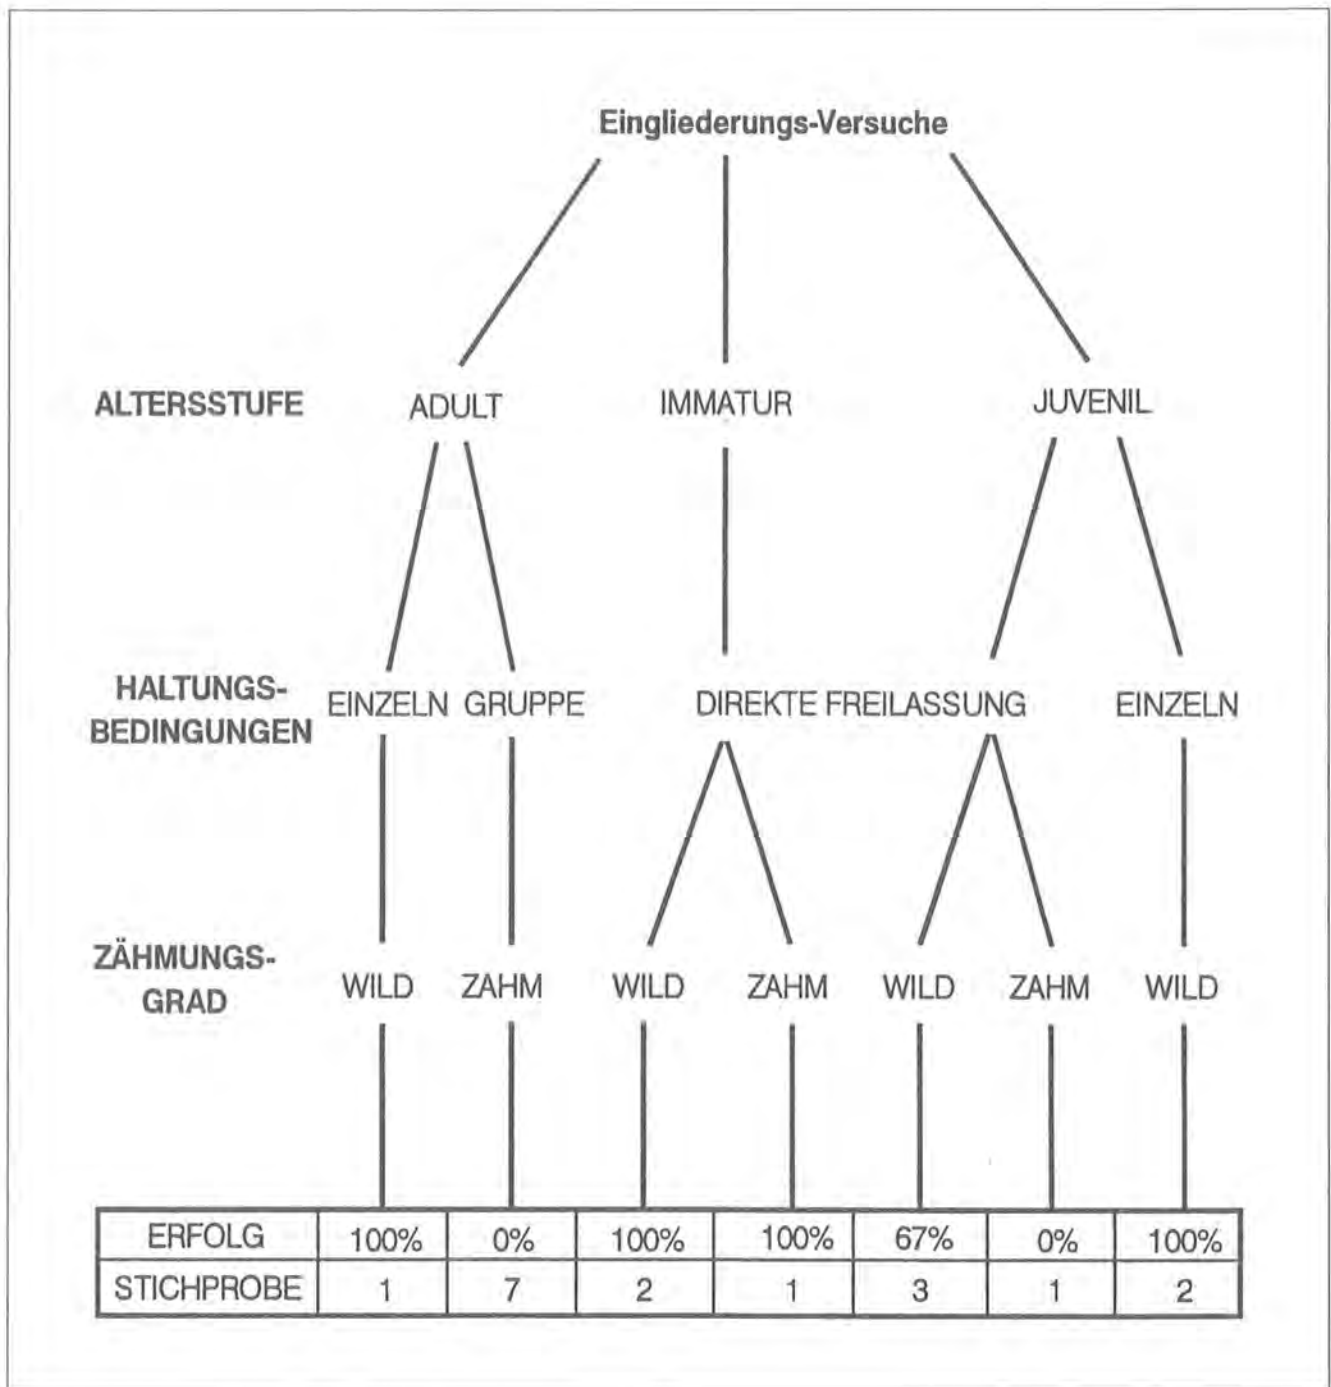 Eingliederungs-Versuche
ALTERSSTUFE ADULT IMMATUR JUVENIL
HALTUNGS-
BEDINGUNGEN EINZELN GRUPPE DIREKTE FREILASSUNG EINZELN
ZÄHMUNGS-
GRAD WILD ZAHM WILD ZAHM WILD ZAHM WILD
ERFOLG 100% 0% 100% 100% 67% 0% 100%
STICHPROBE 1 7 2 1 3 1 2